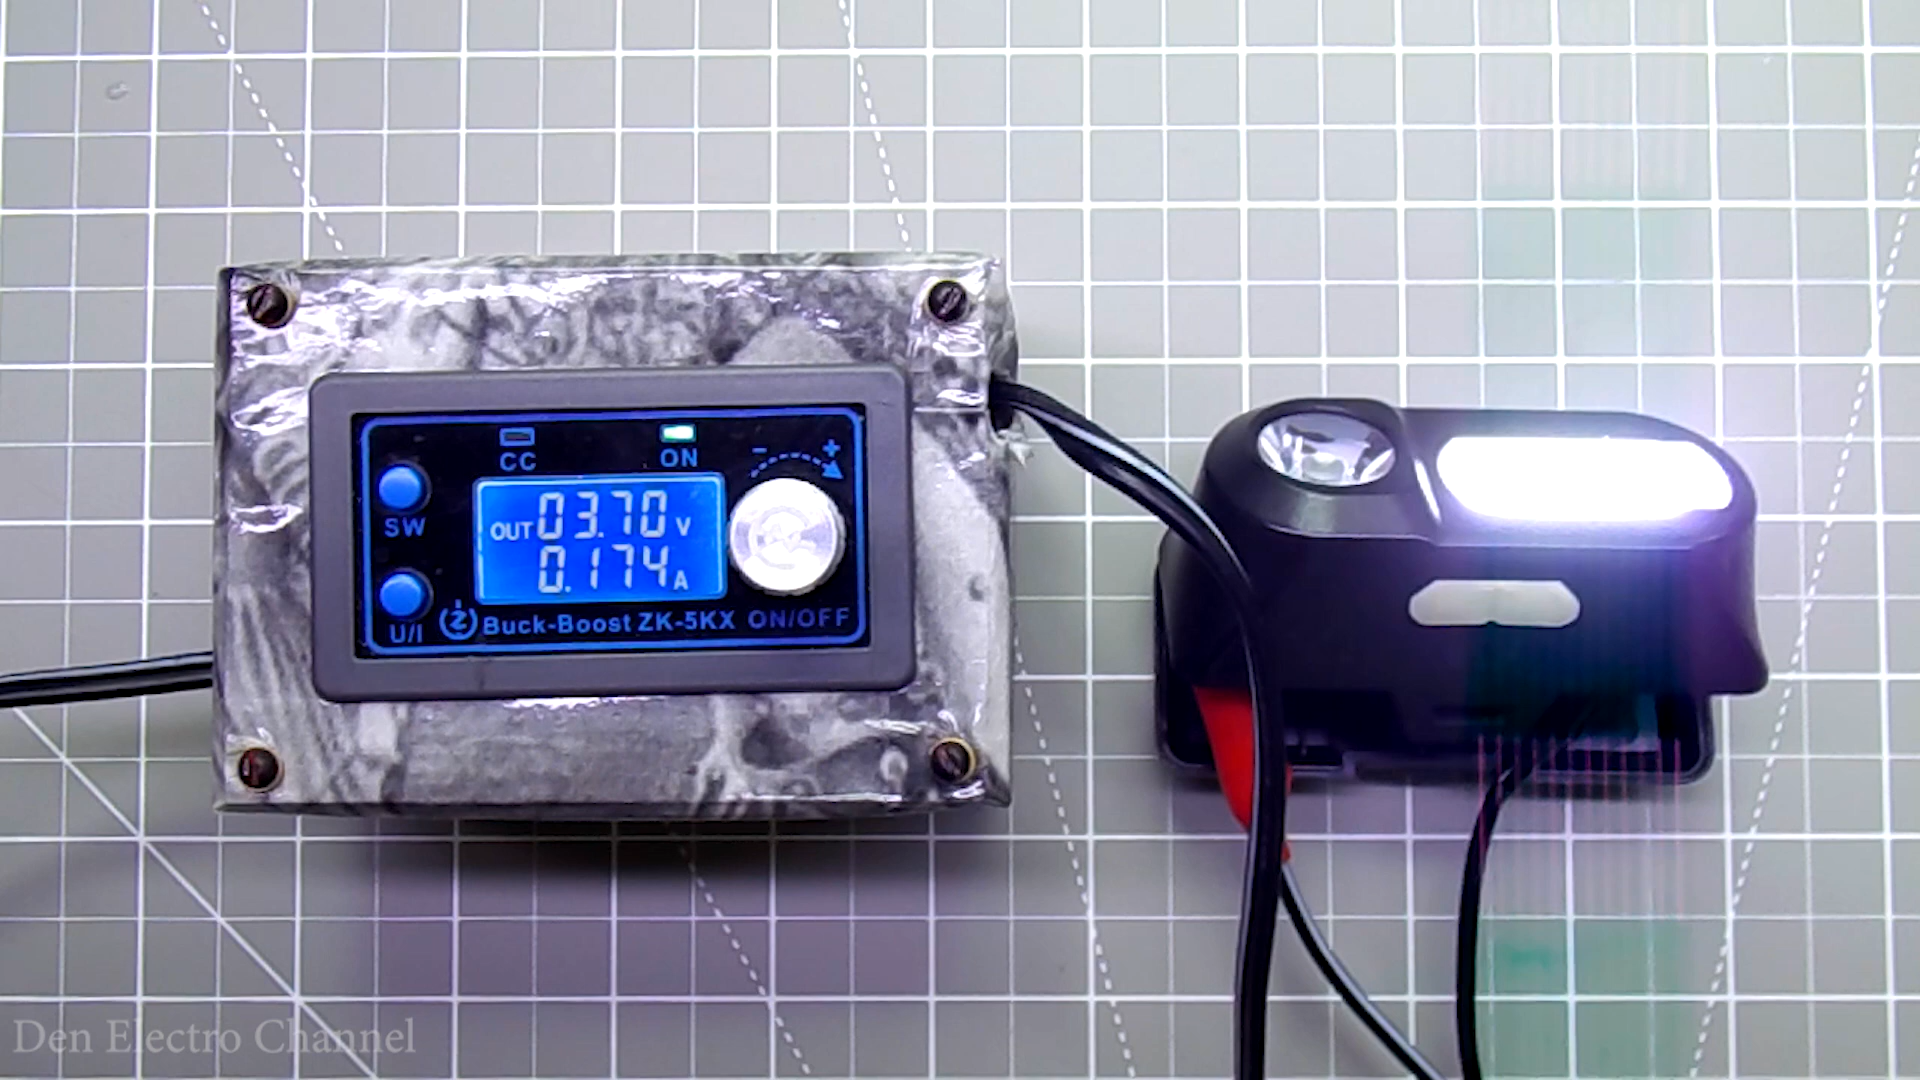 CC
ON
- +
SW
OUT 03.70 V
0.174 A
U/I
Buck-Boost ZK-5KX ON/OFF
Den Electro Channel